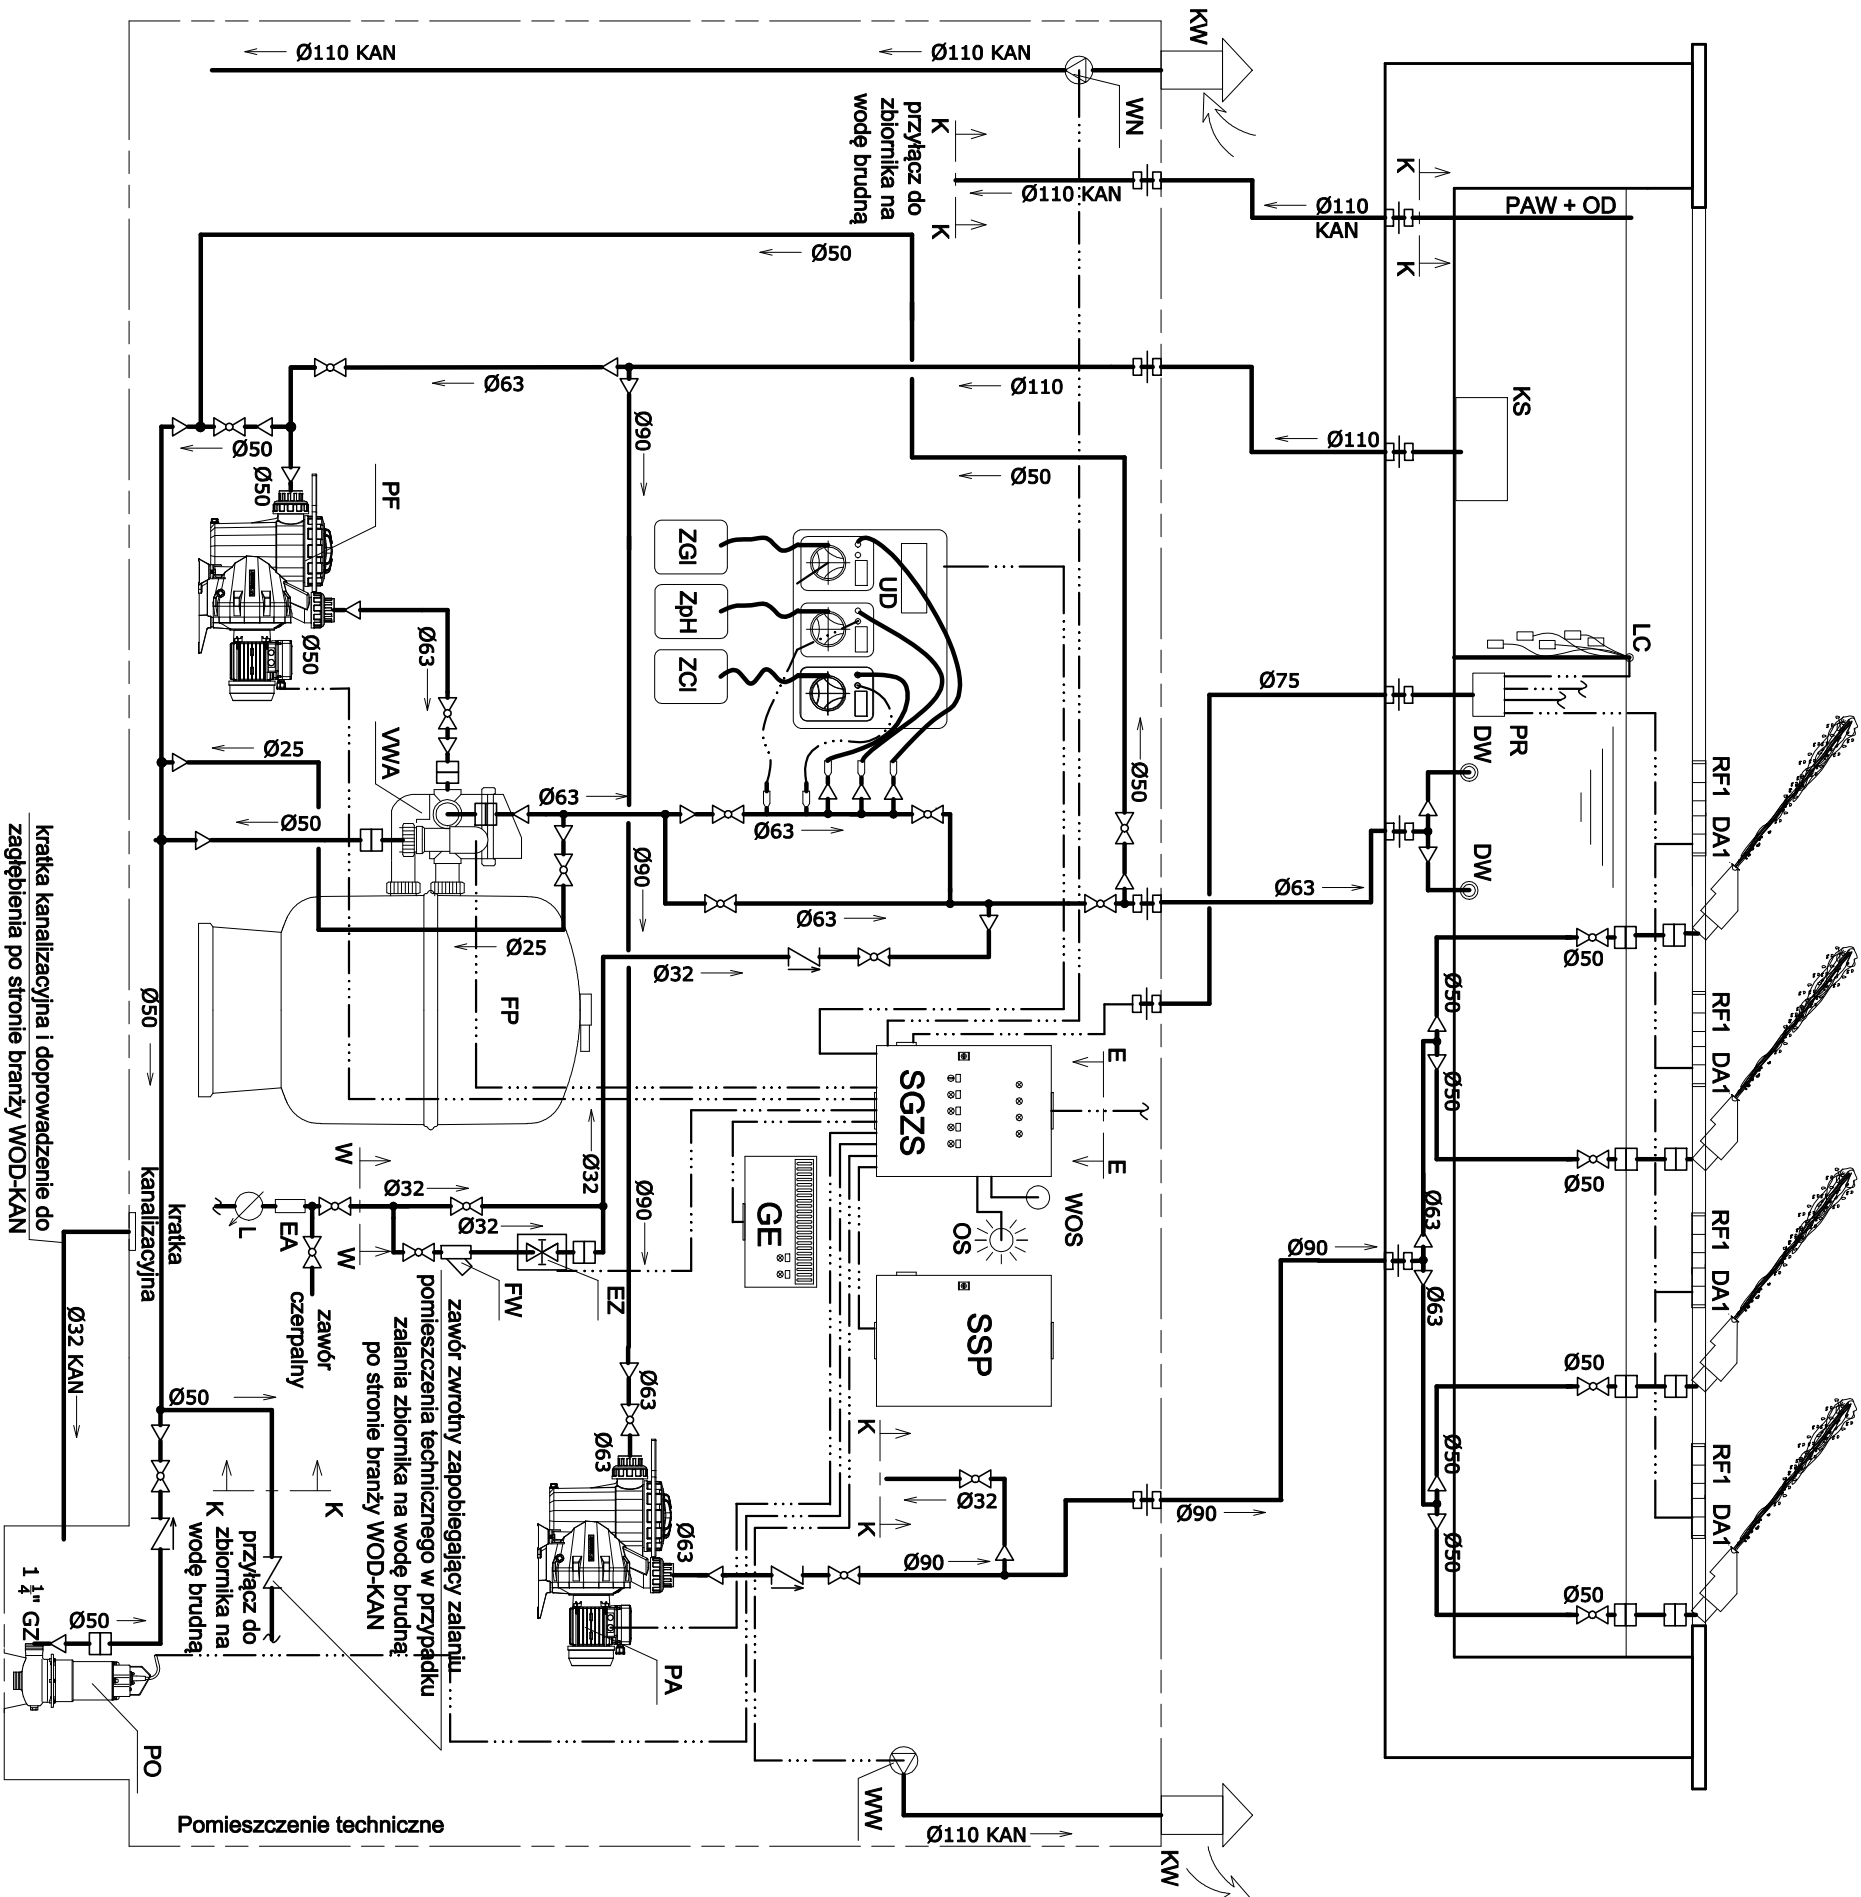 KW
Ø110 KAN
Ø110 KAN
WN
przyłącz do
zbiornika na
wodę brudną
K
K
Ø110 KAN
K
K
Ø110
KAN
PAW + OD
Ø50
Ø63
Ø110
Ø110
KS
Ø90
Ø50
Ø50
Ø50
PF
Ø50
Ø63
ZGl
ZpH
ZCl
UD
LC
Ø75
PR
DW
DW
RF1 DA1
Ø25
VWA
Ø63
Ø63
Ø50
Ø50
Ø90
Ø63
Ø63
Ø25
Ø32
FP
Ø50
Ø50
Ø50
RF1 DA1
Ø50
Ø50
E
E
SGZS
GE
WOS
OS
SSP
Ø50
kratka
kanalizacyjna
kratka kanalizacyjna i doprowadzenie do
zagłębienia po stronie branży WOD-KAN
Ø32 KAN
W
W
Ø32
Ø32
Ø32
Ø90
L
EA
zawór
czerpalny
FW
EZ
zawór zwrotny zapobiegający zalaniu
pomieszczenia technicznego w przypadku
zalania zbiornika na wodę brudną
po stronie branży WOD-KAN
Ø90
Ø63
Ø63
RF1 DA1
Ø50
Ø50
Ø50
RF1 DA1
Ø50
Ø63
Ø63
Ø63
K
K
Ø32
Ø90
Ø90
PA
Ø50
K
K
przyłącz do
zbiornika na
wodę brudną
1 1/4" GZ
Ø50
PO
WW
Ø110 KAN
KW
Pomieszczenie techniczne